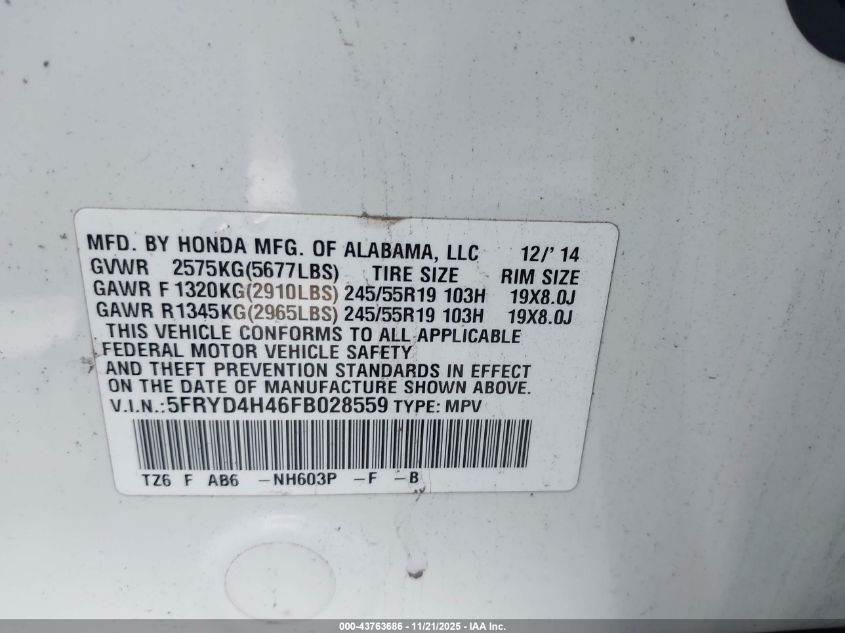 MFD. BY HONDA MFG. OF ALABAMA, LLC 12/' 14
GVWR 2575KG(5677LBS) TIRE SIZE RIM SIZE
GAWR F 1320KG(2910LBS) 245/55R19 103H 19X8.0J
GAWR R1345KG(2965LBS) 245/55R19 103H 19X8.0J
THIS VEHICLE CONFORMS TO ALL APPLICABLE
FEDERAL MOTOR VEHICLE SAFETY
AND THEFT PREVENTION STANDARDS IN EFFECT
ON THE DATE OF MANUFACTURE SHOWN ABOVE.
V.I.N.:5FRYD4H46FB028559 TYPE: MPV
TZ6 F AB6 -NH603P -F -B
000-43763686 - 11/21/2025 - IAA Inc.